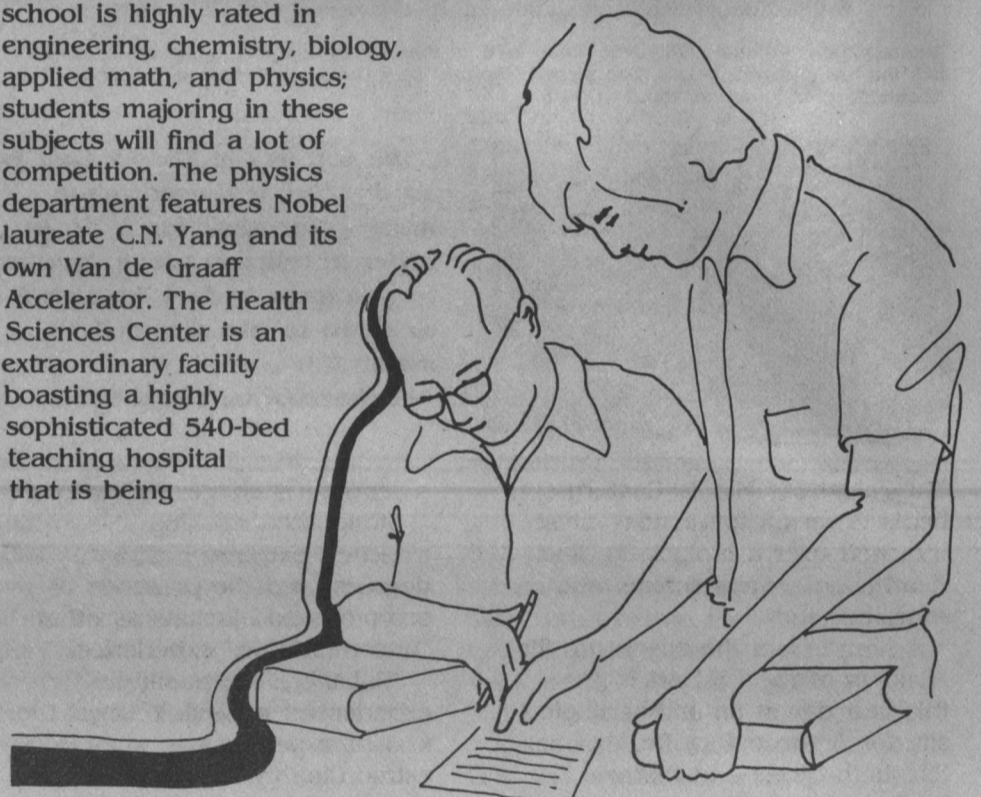 school is highly rated in
engineering, chemistry, biology,
applied math, and physics;
students majoring in these
subjects will find a lot of
competition. The physics
department features Nobel
laureate C.N. Yang and its
own Van de Graaff
Accelerator. The Health
Sciences Center is an
extraordinary facility
boasting a highly
sophisticated 540-bed
teaching hospital
that is being